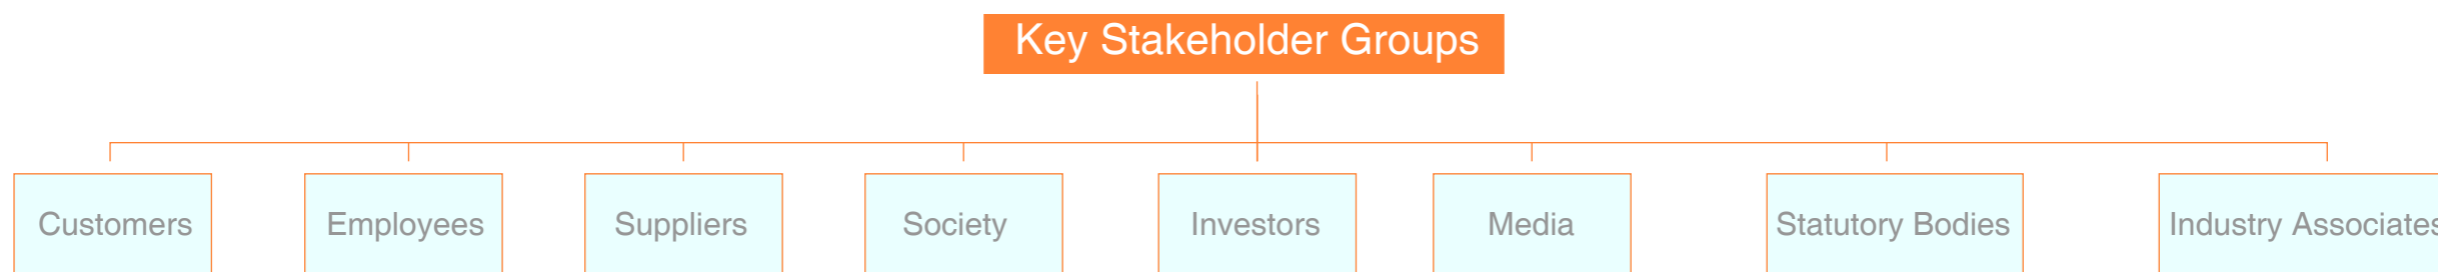 Key Stakeholder Groups
Customers
Employees
Suppliers
Society
Investors
Media
Statutory Bodies
Industry Associates